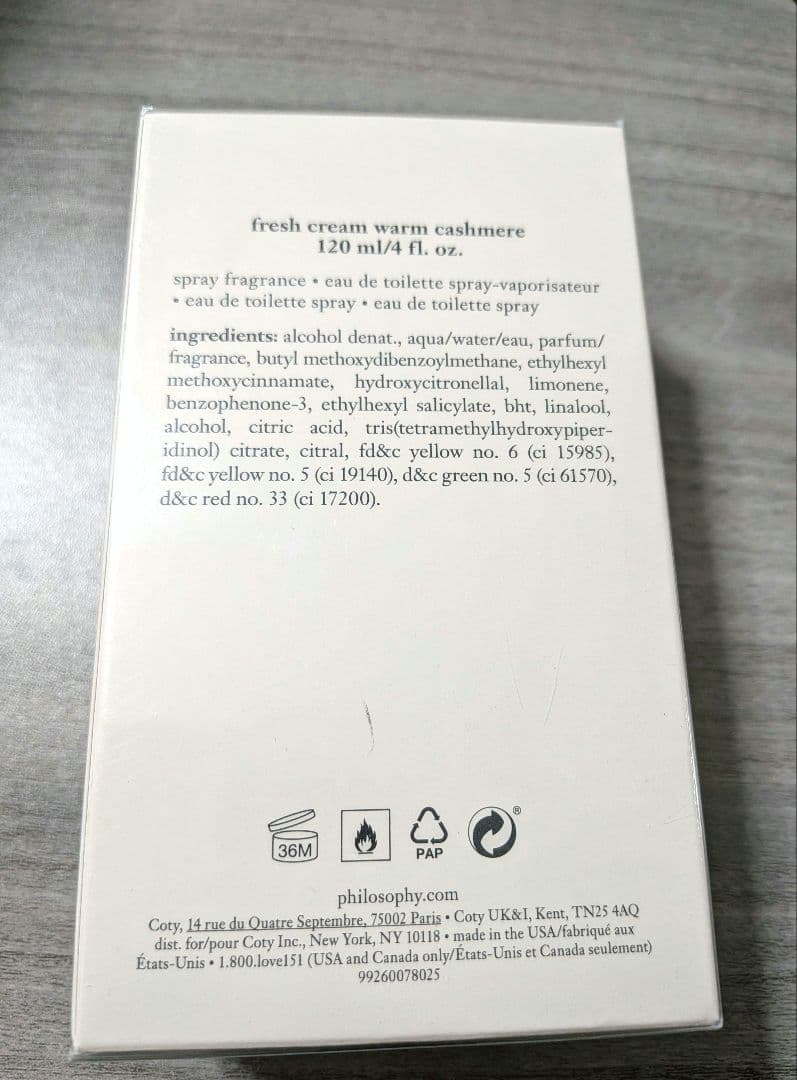 fresh cream warm cashmere
120 ml/4 fl. oz.
spray fragrance • eau de toilette spray-vaporisateur
• eau de toilette spray • eau de toilette spray
ingredients: alcohol denat., aqua/water/eau, parfum/
fragrance, butyl methoxydibenzoylmethane, ethylhexyl
methoxycinnamate, hydroxycitronellal, limonene,
benzophenone-3, ethylhexyl salicylate, bht, linalool,
alcohol, citric acid, tris(tetramethylhydroxypiper-
idinol) citrate, citral, fd&c yellow no. 6 (ci 15985),
fd&c yellow no. 5 (ci 19140), d&c green no. 5 (ci 61570),
d&c red no. 33 (ci 17200).
36M
PAP
®
philosophy.com
Coty, 14 rue du Quatre Septembre, 75002 Paris • Coty UK&I, Kent, TN25 4AQ
dist. for/pour Coty Inc., New York, NY 10118 • made in the USA/fabriqué aux
États-Unis • 1.800.love151 (USA and Canada only/États-Unis et Canada seulement)
99260078025